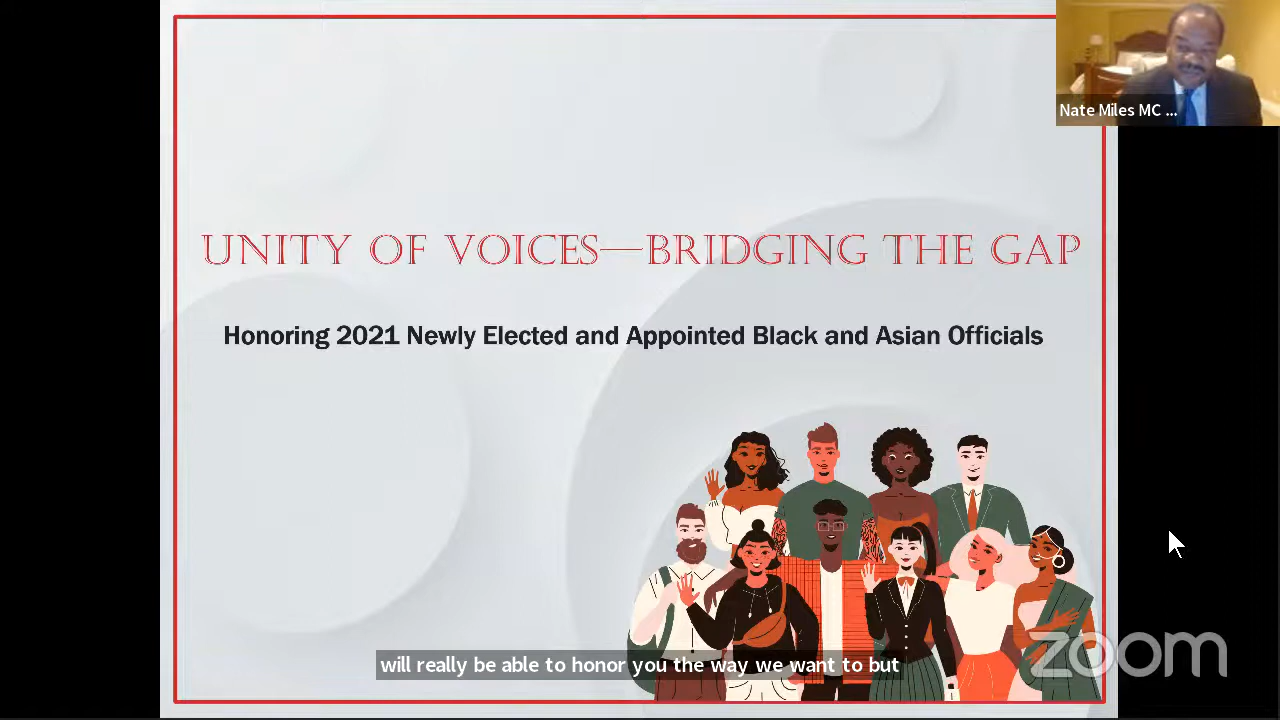 Nate Miles MC ...
UNITY OF VOICES—BRIDGING THE GAP
Honoring 2021 Newly Elected and Appointed Black and Asian Officials
will really be able to honor you the way we want to but
zoom